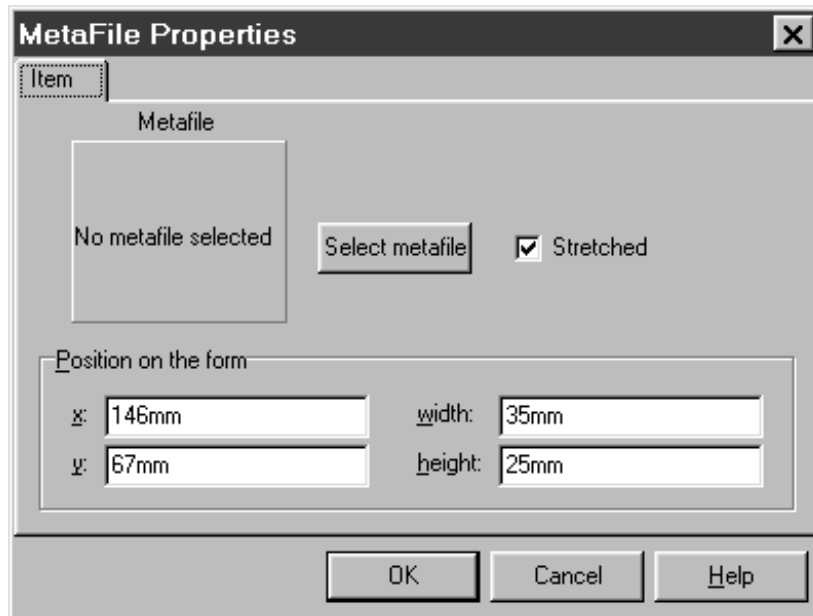 MetaFile Properties
Item
Metafile
No metafile selected
Select metafile
Stretched
Position on the form
x: 146mm
width: 35mm
y: 67mm
height: 25mm
OK
Cancel
Help